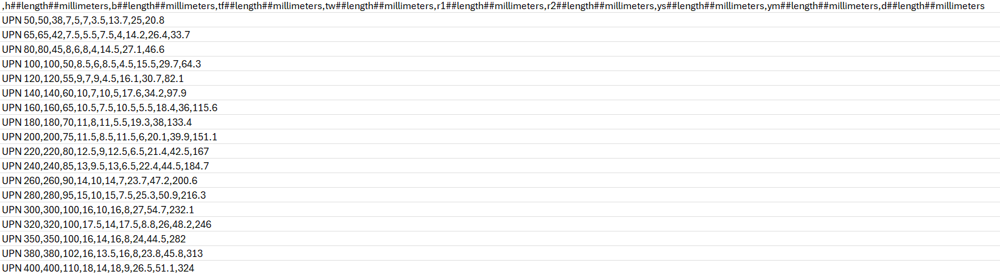 ,h##length##millimeters,b##length##millimeters,tf##length##millimeters,tw##length##millimeters,r1##length##millimeters,r2##length##millimeters,ys##length##millimeters,ym##length##millimeters,d##length##millimeters
UPN 50,50,38,7,5,7,3.5,13.7,25,20.8
UPN 65,65,42,7.5,5.5,7.5,4,14.2,26.4,33.7
UPN 80,80,45,8,6,8,4,14.5,27.1,46.6
UPN 100,100,50,8.5,6,8.5,4.5,15.5,29.7,64.3
UPN 120,120,55,9,7,9,4.5,16.1,30.7,82.1
UPN 140,140,60,10,7,10,5,17.6,34.2,97.9
UPN 160,160,65,10.5,7.5,10.5,5.5,18.4,36,115.6
UPN 180,180,70,11,8,11,5.5,19.3,38,133.4
UPN 200,200,75,11.5,8.5,11.5,6,20.1,39.9,151.1
UPN 220,220,80,12.5,9,12.5,6.5,21.4,42.5,167
UPN 240,240,85,13,9.5,13,6.5,22.4,44.5,184.7
UPN 260,260,90,14,10,14,7,23.7,47.2,200.6
UPN 280,280,95,15,10,15,7.5,25.3,50.9,216.3
UPN 300,300,100,16,10,16,8,27,54.7,232.1
UPN 320,320,100,17.5,14,17.5,8.8,26,48.2,246
UPN 350,350,100,16,14,16,8,24,44.5,282
UPN 380,380,102,16,13.5,16,8,23.8,45.8,313
UPN 400,400,110,18,14,18,9,26.5,51.1,324